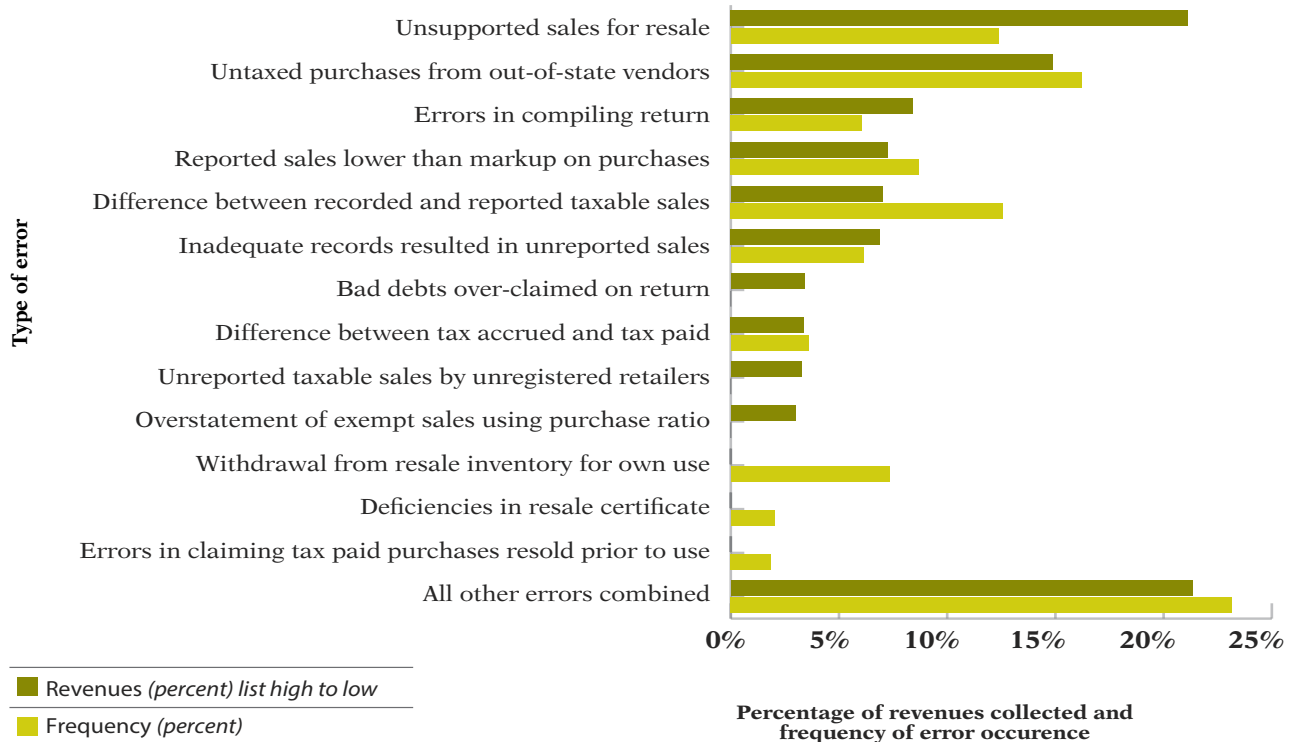 Type of error
Unsupported sales for resale
Untaxed purchases from out-of-state vendors
Errors in compiling return
Reported sales lower than markup on purchases
Difference between recorded and reported taxable sales
Inadequate records resulted in unreported sales
Bad debts over-claimed on return
Difference between tax accrued and tax paid
Unreported taxable sales by unregistered retailers
Overstatement of exempt sales using purchase ratio
Withdrawal from resale inventory for own use
Deficiencies in resale certificate
Errors in claiming tax paid purchases resold prior to use
All other errors combined
0% 5% 10% 15% 20% 25%
Revenues (percent) list high to low
Frequency (percent)
Percentage of revenues collected and
frequency of error occurence